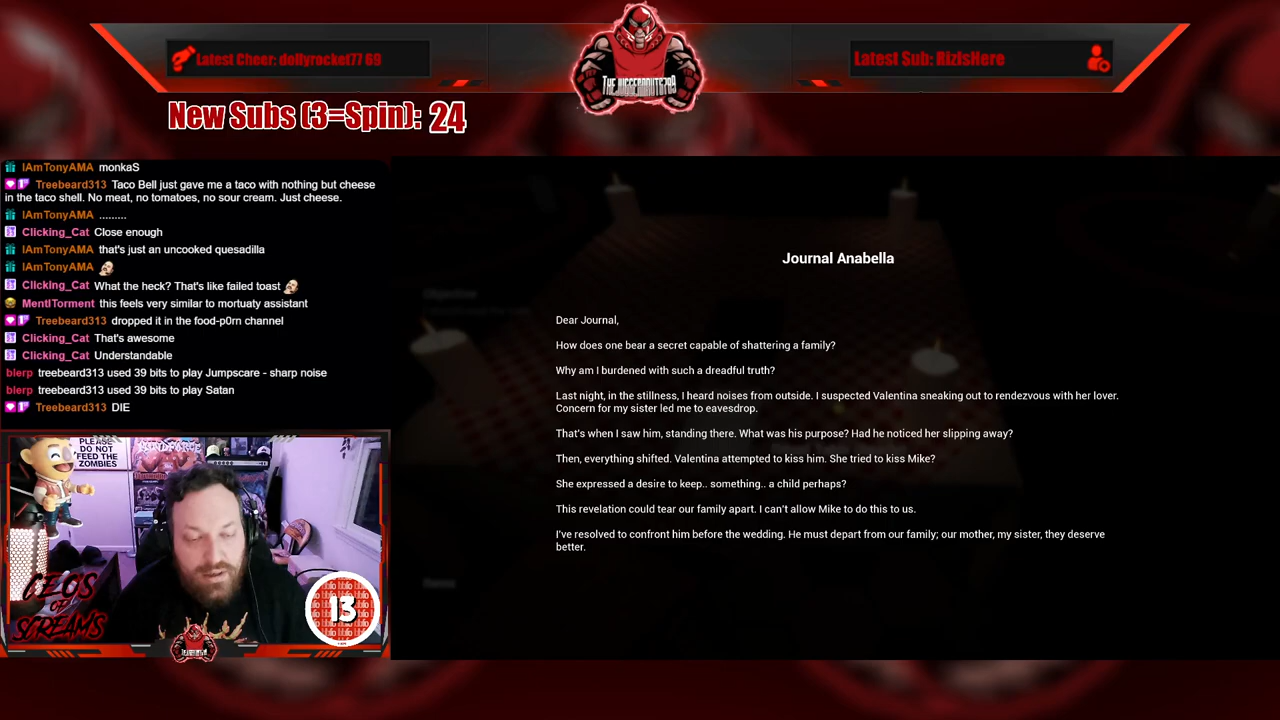 Latest Cheer: dollyrocket77 69
THEJUGGERNAUT6789
Latest Sub: RizIsHere
New Subs (3=Spin): 24
IAmTonyAMA monkaS
Treebeard313 Taco Bell just gave me a taco with nothing but cheese
in the taco shell. No meat, no tomatoes, no sour cream. Just cheese.
IAmTonyAMA .........
Clicking_Cat Close enough
IAmTonyAMA that's just an uncooked quesadilla
IAmTonyAMA
Clicking_Cat What the heck? That's like failed toast
MentlTorment this feels very similar to mortuaty assistant
Treebeard313 dropped it in the food-p0rn channel
Clicking_Cat That's awesome
Clicking_Cat Understandable
blerp treebeard313 used 39 bits to play Jumpscare - sharp noise
blerp treebeard313 used 39 bits to play Satan
Treebeard313 DIE
Journal Anabella
Dear Journal,
How does one bear a secret capable of shattering a family?
Why am I burdened with such a dreadful truth?
Last night, in the stillness, I heard noises from outside. I suspected Valentina sneaking out to rendezvous with her lover.
Concern for my sister led me to eavesdrop.
That's when I saw him, standing there. What was his purpose? Had he noticed her slipping away?
Then, everything shifted. Valentina attempted to kiss him. She tried to kiss Mike?
She expressed a desire to keep.. something.. a child perhaps?
This revelation could tear our family apart. I can't allow Mike to do this to us.
I've resolved to confront him before the wedding. He must depart from our family; our mother, my sister, they deserve
better.
PLEASE
DO NOT
FEED THE
ZOMBIES
LEGS
OF
SCREAMS
13